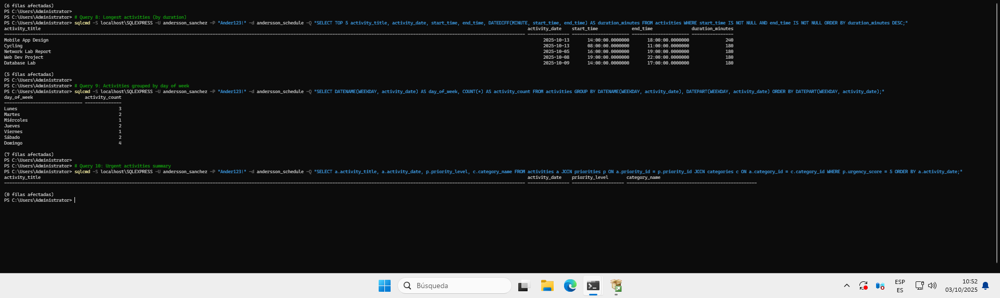 (6 filas afectadas)
PS C:\Users\Administrator>
PS C:\Users\Administrator> # Query 8: Longest activities (by duration)
PS C:\Users\Administrator> sqlcmd -S localhost\SQLEXPRESS -U andersson_sanchez -P "Ander123!" -d andersson_schedule -Q "SELECT TOP 5 activity_title, activity_date, start_time, end_time, DATEDIFF(MINUTE, start_time, end_time) AS duration_minutes FROM activities WHERE start_time IS NOT NULL AND end_time IS NOT NULL ORDER BY duration_minutes DESC;"
activity_title activity_date start_time end_time duration_minutes
Mobile App Design 2025-10-13 14:00:00.0000000 18:00:00.0000000 240
Cycling 2025-10-13 08:00:00.0000000 11:00:00.0000000 180
Network Lab Report 2025-10-05 16:00:00.0000000 19:00:00.0000000 180
Web Dev Project 2025-10-08 19:00:00.0000000 22:00:00.0000000 180
Database Lab 2025-10-09 14:00:00.0000000 17:00:00.0000000 180
(5 filas afectadas)
PS C:\Users\Administrator>
PS C:\Users\Administrator> # Query 9: Activities grouped by day of week
PS C:\Users\Administrator> sqlcmd -S localhost\SQLEXPRESS -U andersson_sanchez -P "Ander123!" -d andersson_schedule -Q "SELECT DATENAME(WEEKDAY, activity_date) AS day_of_week, COUNT(*) AS activity_count FROM activities GROUP BY DATENAME(WEEKDAY, activity_date), DATEPART(WEEKDAY, activity_date) ORDER BY DATEPART(WEEKDAY, activity_date);"
day_of_week activity_count
Lunes 3
Martes 2
Miércoles 1
Jueves 2
Viernes 1
Sábado 2
Domingo 4
(7 filas afectadas)
PS C:\Users\Administrator>
PS C:\Users\Administrator> # Query 10: Urgent activities summary
PS C:\Users\Administrator> sqlcmd -S localhost\SQLEXPRESS -U andersson_sanchez -P "Ander123!" -d andersson_schedule -Q "SELECT a.activity_title, a.activity_date, p.priority_level, c.category_name FROM activities a JOIN priorities p ON a.priority_id = p.priority_id JOIN categories c ON a.category_id = c.category_id WHERE p.urgency_score = 5 ORDER BY a.activity_date;"
activity_title activity_date priority_level category_name
(0 filas afectadas)
PS C:\Users\Administrator>
Búsqueda
ESP
ES
10:52
03/10/2025